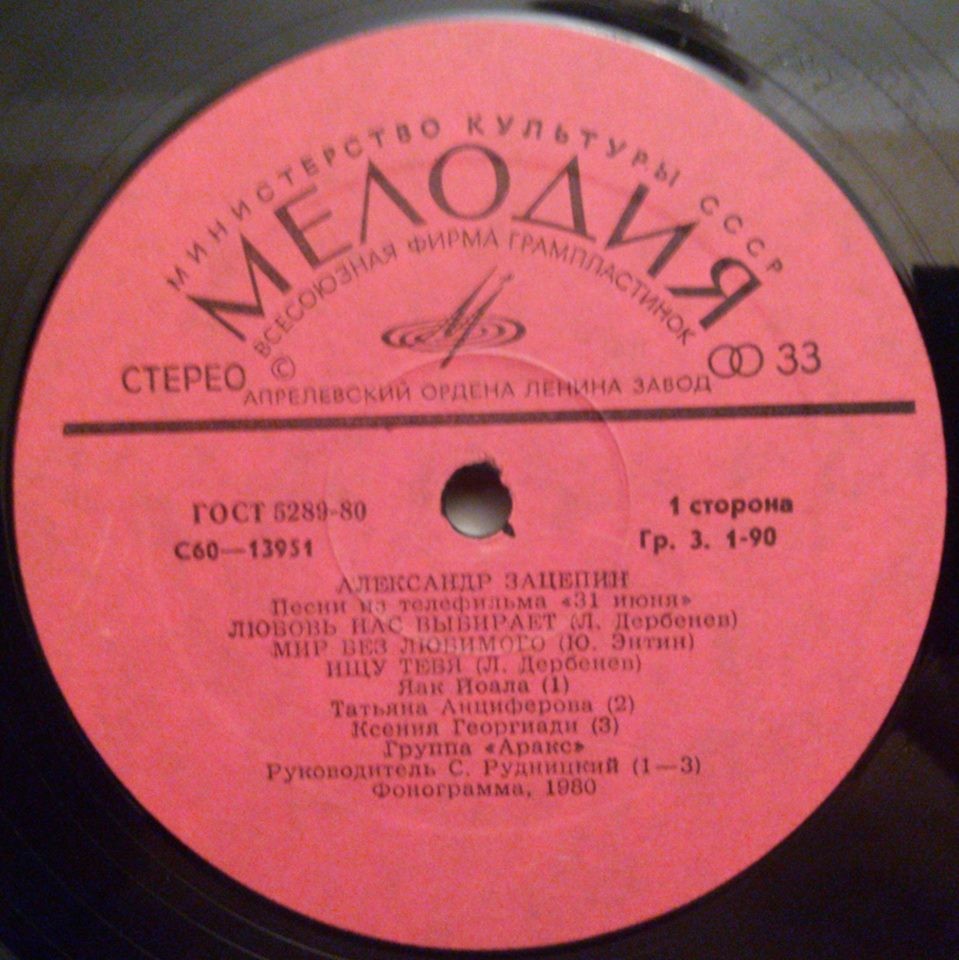 МИНИСТЕРСТВО КУЛЬТУРЫ СССР
МЕЛОДИЯ
ВСЕСОЮЗНАЯ ФИРМА ГРАМПЛАСТИНОК
СТЕРЕО © 33
АПРЕЛЕВСКИЙ ОРДЕНА ЛЕНИНА ЗАВОД
ГОСТ 5289-80 1 сторона
С60—13951 Гр. 3. 1-90
АЛЕКСАНДР ЗАЦЕПИН
Песни из телефильма «31 июня»
ЛЮБОВЬ НАС ВЫБИРАЕТ (Л. Дербенев)
МИР БЕЗ ЛЮБИМОГО (Ю. Энтин)
ИЩУ ТЕБЯ (Л. Дербенев)
Яак Йоала (1)
Татьяна Анциферова (2)
Ксения Георгиади (3)
Группа «Аракс»
Руководитель С. Рудницкий (1—3)
Фонограмма, 1980